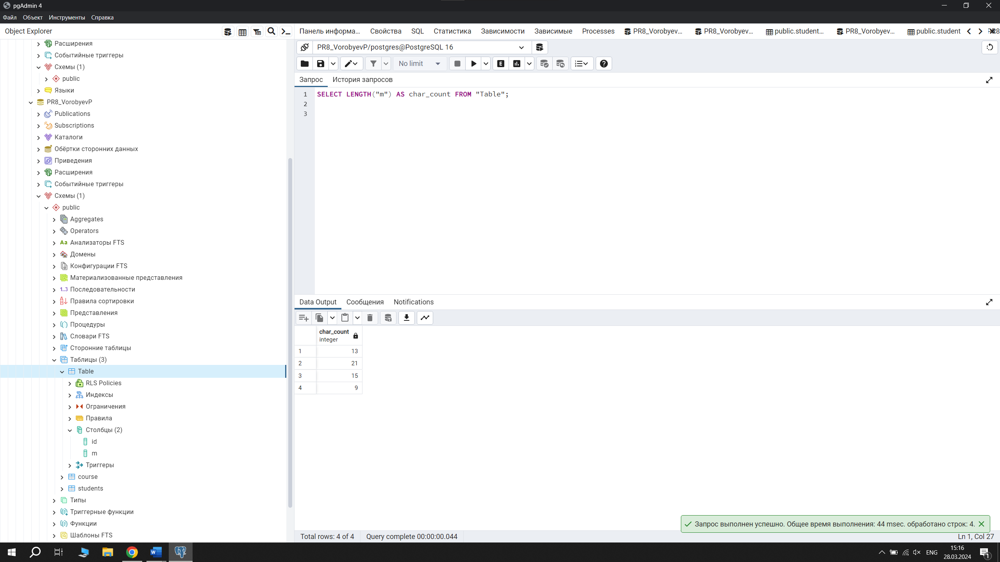 pgAdmin 4
Файл Объект Инструменты Справка
Object Explorer
Расширения
Событийные триггеры
Схемы (1)
public
Языки
PR8_VorobyevP
Publications
Subscriptions
Каталоги
Обёртки сторонних данных
Приведения
Расширения
Событийные триггеры
Схемы (1)
public
Aggregates
Operators
Анализаторы FTS
Домены
Конфигурации FTS
Материализованные представления
1..3 Последовательности
Правила сортировки
Представления
Процедуры
Словари FTS
Сторонние таблицы
Таблицы (3)
Table
RLS Policies
Индексы
Ограничения
Правила
Столбцы (2)
id
m
Триггеры
course
students
Типы
Триггерные функции
Функции
Шаблоны FTS
Панель информа... Свойства SQL Статистика Зависимости Зависимые Processes PR8_Vorobyev... PR8_Vorobyev... public.student... PR8_Vorobyev... public.student
PR8_VorobyevP/postgres@PostgreSQL 16
No limit
Запрос История запросов
1 SELECT LENGTH("m") AS char_count FROM "Table";
2
3
Data Output Сообщения Notifications
char_count
integer
1 13
2 21
3 15
4 9
Запрос выполнен успешно. Общее время выполнения: 44 msec. обработано строк: 4.
Total rows: 4 of 4 Query complete 00:00:00.044 Ln 1, Col 27
ENG
15:16
28.03.2024
1